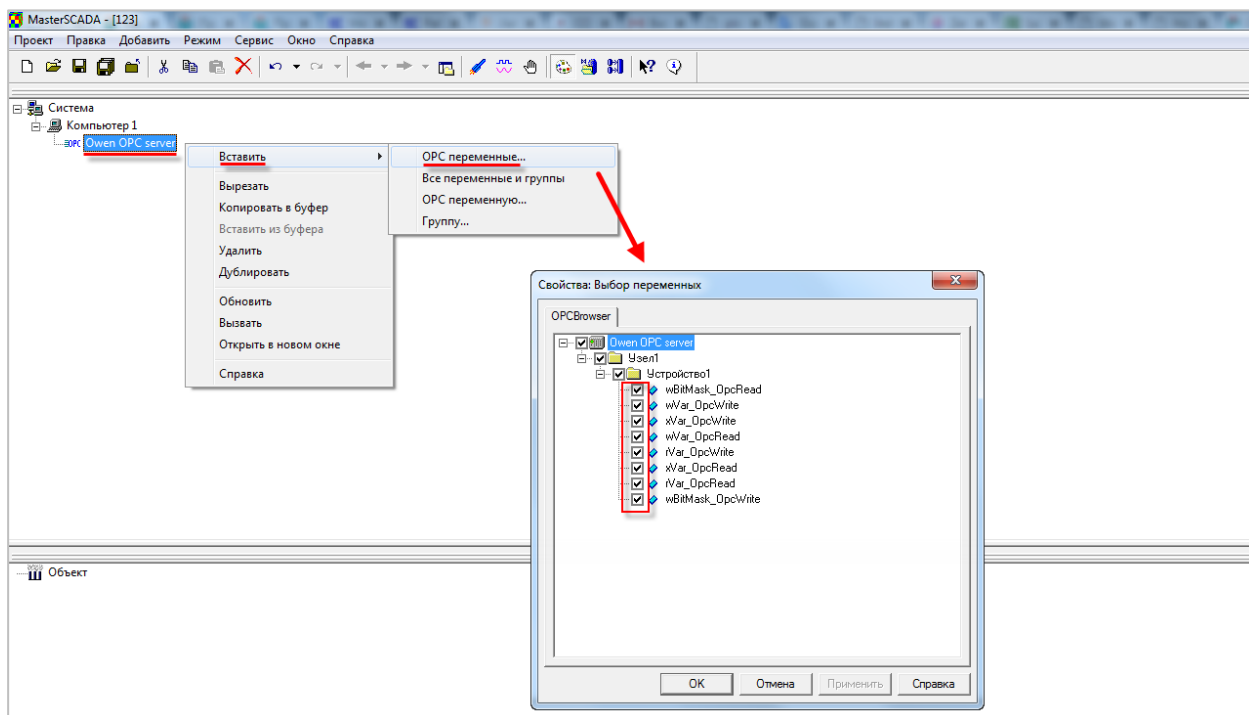 MasterSCADA - [123]
Проект Правка Добавить Режим Сервис Окно Справка
Система
Компьютер 1
OPC Owen OPC server
Вставить
Вырезать
Копировать в буфер
Вставить из буфера
Удалить
Дублировать
Обновить
Вызвать
Открыть в новом окне
Справка
OPC переменные...
Все переменные и группы
OPC переменную...
Группу...
Свойства: Выбор переменных
OPCBrowser
Owen OPC server
Узел1
Устройство1
wBitMask_OpcRead
wVar_OpcWrite
xVar_OpcWrite
wVar_OpcRead
rVar_OpcWrite
xVar_OpcRead
rVar_OpcRead
wBitMask_OpcWrite
OK Отмена Применить Справка
Объект